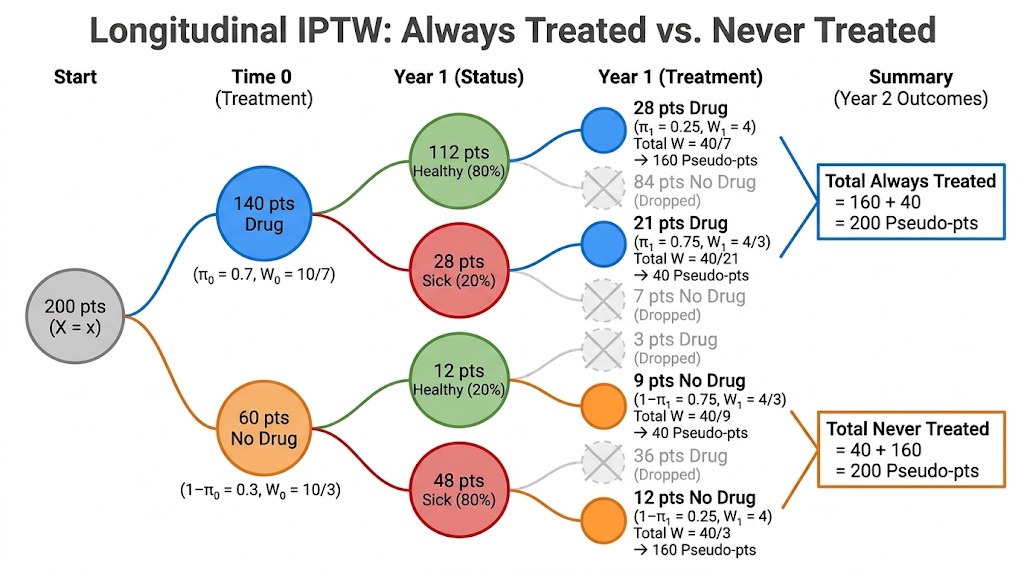 Longitudinal IPTW: Always Treated vs. Never Treated
Start
Time 0
(Treatment)
Year 1 (Status)
Year 1 (Treatment)
Summary
(Year 2 Outcomes)
200 pts
(X = x)
140 pts
Drug
(π₀ = 0.7, W₀ = 10/7)
60 pts
No Drug
(1−π₀ = 0.3, W₀ = 10/3)
112 pts
Healthy (80%)
28 pts
Sick (20%)
12 pts
Healthy (20%)
48 pts
Sick (80%)
28 pts Drug
(π₁ = 0.25, W₁ = 4)
Total W = 40/7
→ 160 Pseudo-pts
84 pts No Drug
(Dropped)
21 pts Drug
(π₁ = 0.75, W₁ = 4/3)
Total W = 40/21
→ 40 Pseudo-pts
7 pts No Drug
(Dropped)
3 pts Drug
(Dropped)
9 pts No Drug
(1−π₁ = 0.75, W₁ = 4/3)
Total W = 40/9
→ 40 Pseudo-pts
36 pts Drug
(Dropped)
12 pts No Drug
(1−π₁ = 0.25, W₁ = 4)
Total W = 40/3
→ 160 Pseudo-pts
Total Always Treated
= 160 + 40
= 200 Pseudo-pts
Total Never Treated
= 40 + 160
= 200 Pseudo-pts